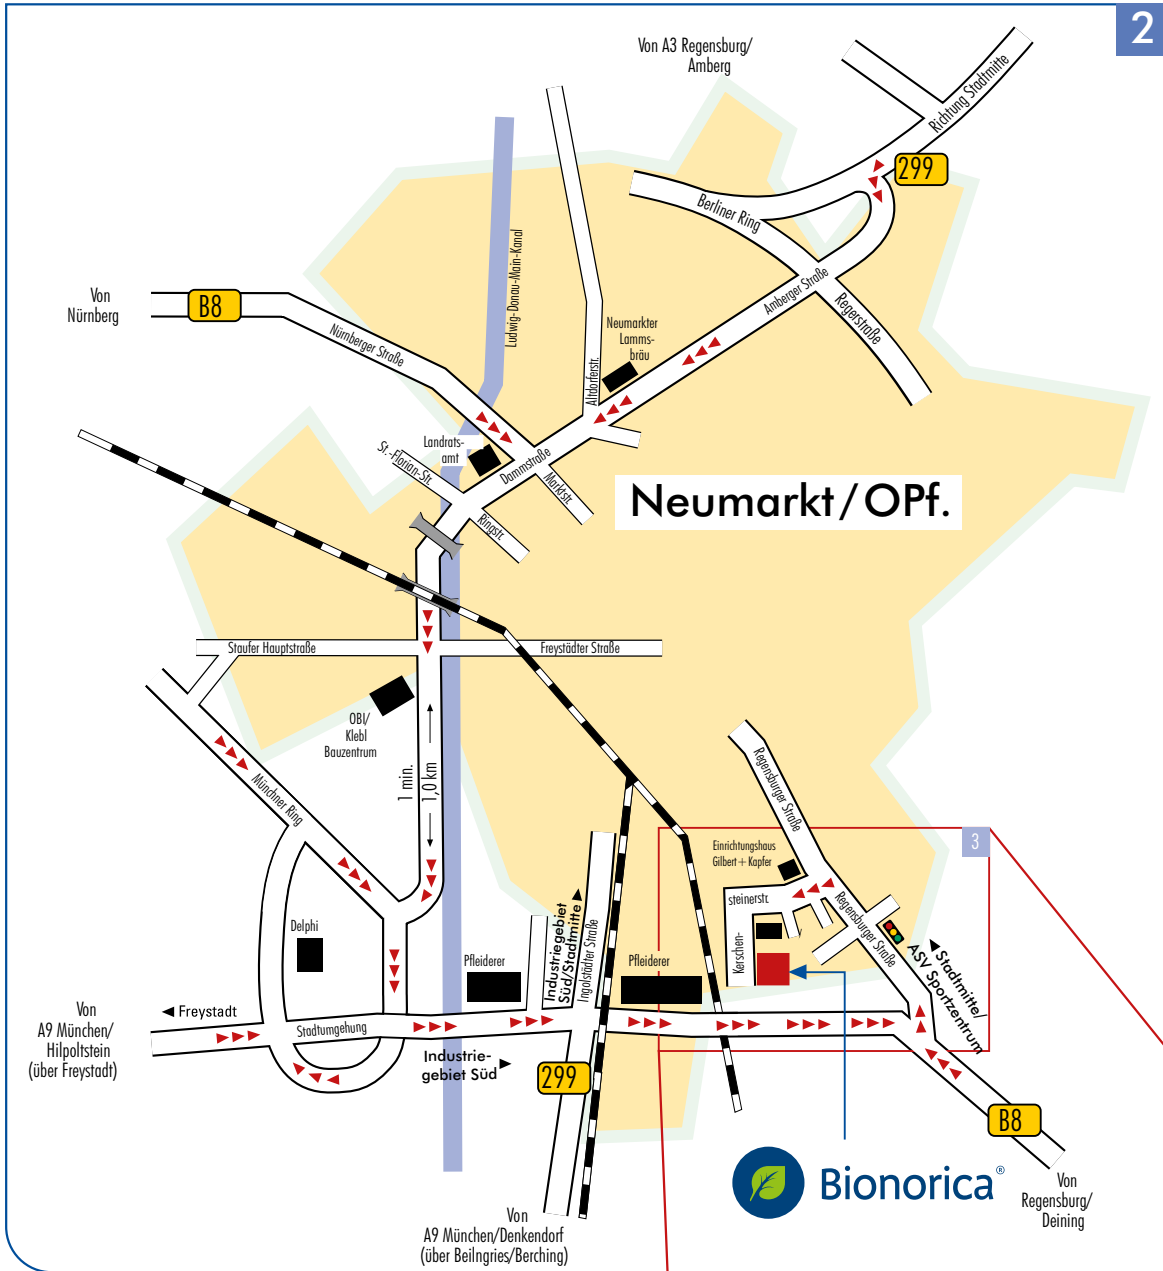 2
Von A3 Regensburg/
Amberg
Richtung Stadtmitte
299
Berliner Ring
Ludwig-Donau-Main-Kanal
Amberger Straße
Regerstraße
Von
Nürnberg
B8
Nürnberger Straße
Neumarkter
Lamms-
bräu
Altdorferstr.
Landrats-
amt
St.-Florian-Str.
Dammstraße
Marktstr.
Ringstr.
Neumarkt/OPf.
Staufer Hauptstraße
Freystädter Straße
OBI/
Klebl
Bauzentrum
1 min.
1,0 km
Münchner Ring
Regensburger Straße
3
Einrichtungshaus
Gilbert+Kapfer
steinerstr.
Kerschen-
Regensburger Straße
Delphi
Pfleiderer
Industriegebiet
Süd/Stadtmitte
Ingolstädter Straße
Pfleiderer
Stadtmitte/
ASV Sportzentrum
Von
A9 München/
Hilpoltstein
(über Freystadt)
Freystadt
Stadtumgehung
Industrie-
gebiet Süd
299
B8
Bionorica®
Von
Regensburg/
Deining
Von
A9 München/Denkendorf
(über Beilngries/Berching)